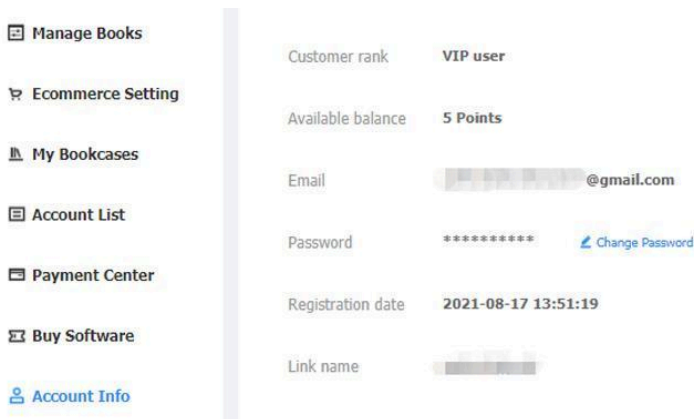 Manage Books
Ecommerce Setting
My Bookcases
Account List
Payment Center
Buy Software
Account Info
Customer rank VIP user
Available balance 5 Points
Email @gmail.com
Password ********** Change Password
Registration date 2021-08-17 13:51:19
Link name